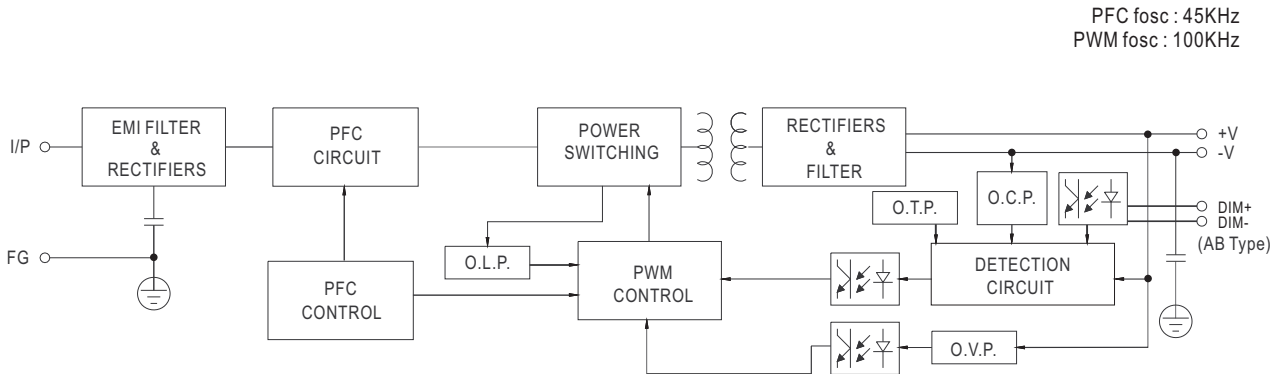 PFC fosc : 45KHz
PWM fosc : 100KHz
I/P
EMI FILTER
&
RECTIFIERS
PFC
CIRCUIT
POWER
SWITCHING
RECTIFIERS
&
FILTER
+V
-V
O.T.P.
O.C.P.
DIM+
DIM-
(AB Type)
FG
O.L.P.
PFC
CONTROL
PWM
CONTROL
DETECTION
CIRCUIT
O.V.P.